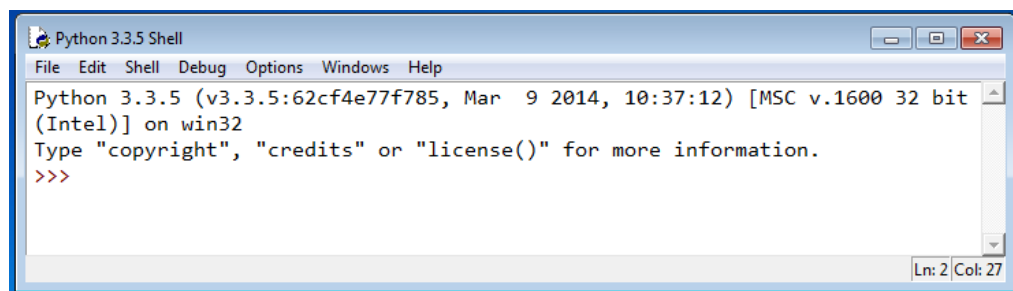 Python 3.3.5 Shell
File Edit Shell Debug Options Windows Help
Python 3.3.5 (v3.3.5:62cf4e77f785, Mar  9 2014, 10:37:12) [MSC v.1600 32 bit
(Intel)] on win32
Type "copyright", "credits" or "license()" for more information.
>>>
Ln: 2 Col: 27